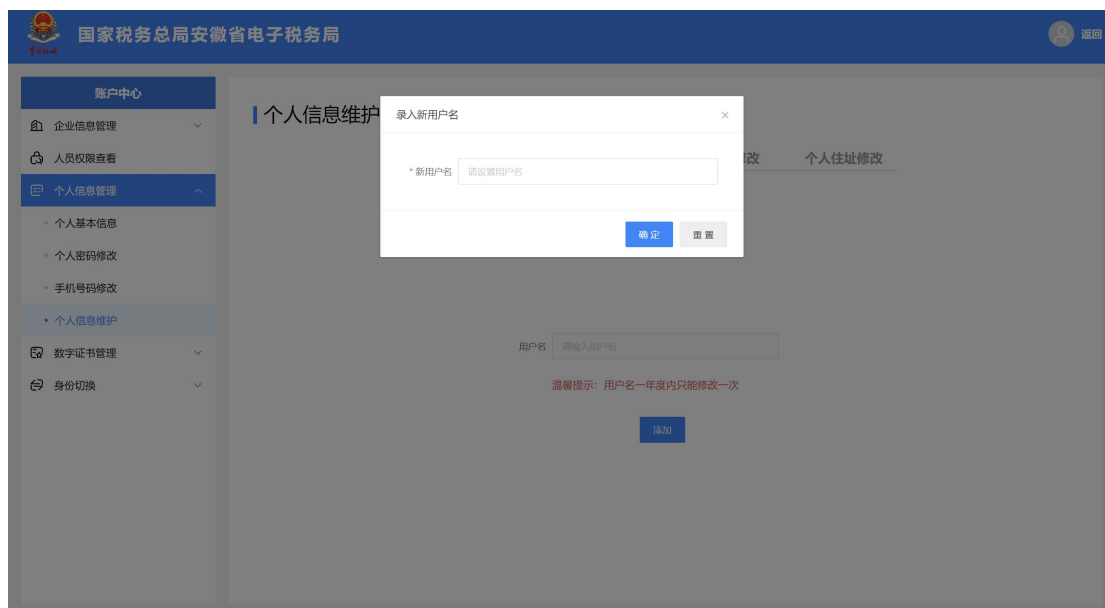 国家税务总局安徽省电子税务局
返回
账户中心
企业信息管理
人员权限查看
个人信息管理
个人基本信息
个人密码修改
手机号码修改
个人信息维护
数字证书管理
身份切换
个人信息维护
改
个人住址修改
录入新用户名
* 新用户名 请设置用户名
确定 重置
用户名 请输入用户名
温馨提示：用户名一年度内只能修改一次
添加